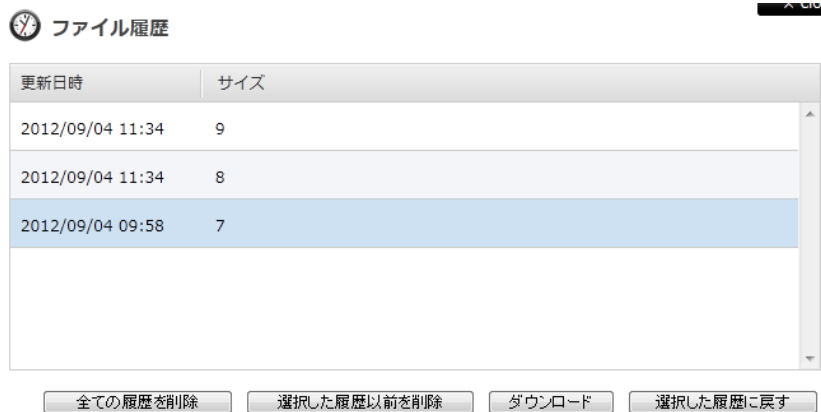 ファイル履歴
更新日時 サイズ
2012/09/04 11:34 9
2012/09/04 11:34 8
2012/09/04 09:58 7
全ての履歴を削除 選択した履歴以前を削除 ダウンロード 選択した履歴に戻す